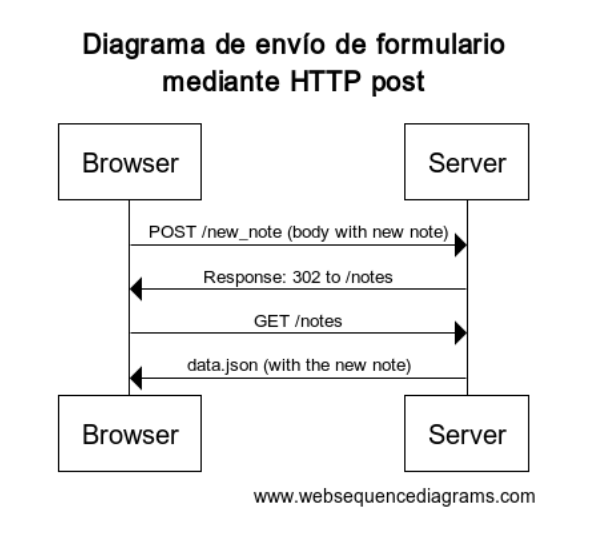 Diagrama de envío de formulario
mediante HTTP post
Browser
Server
POST /new_note (body with new note)
Response: 302 to /notes
GET /notes
data.json (with the new note)
Browser
Server
www.websequencediagrams.com